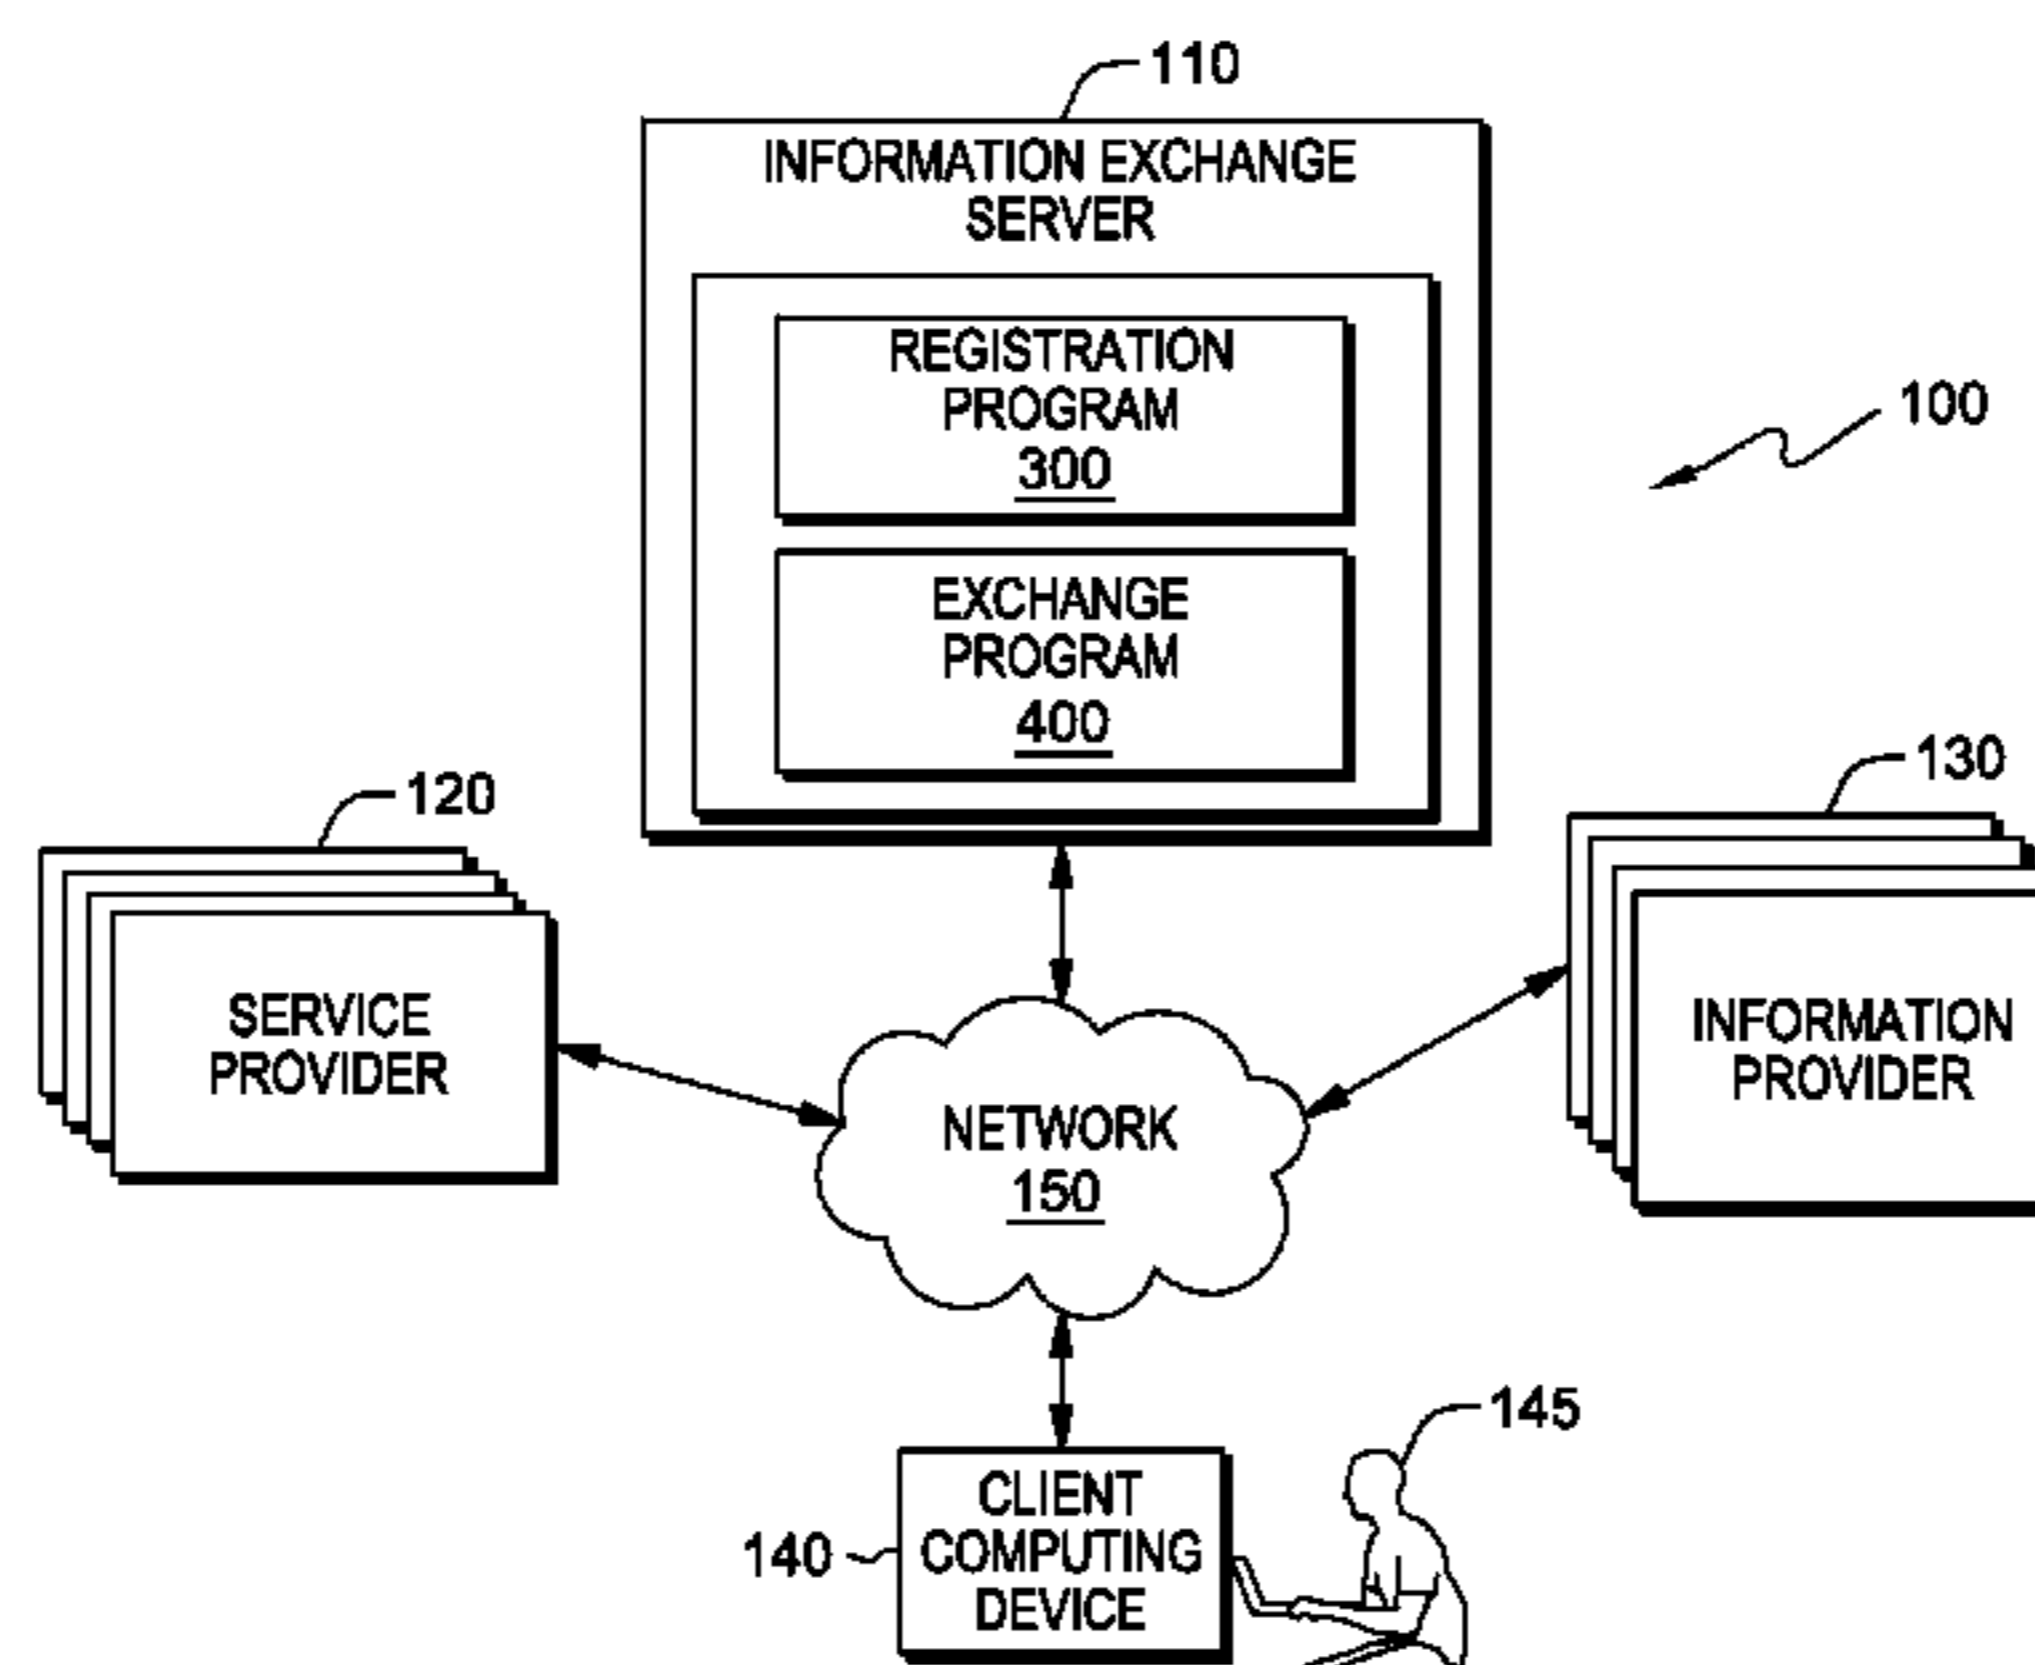 110
INFORMATION EXCHANGE
SERVER
REGISTRATION
PROGRAM
300
100
EXCHANGE
PROGRAM
400
120
130
SERVICE
PROVIDER
INFORMATION
PROVIDER
NETWORK
150
145
CLIENT
140
COMPUTING
DEVICE